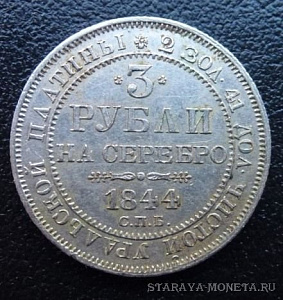 * 2 ЗОЛ. 41 ДОЛ. ЧИСТОЙ УРАЛЬСКОЙ ПЛАТИНЫ *
*3*
РУБЛИ
НА СЕРЕБРО
1844
С.П.Б.
STARAYA-MONETA.RU